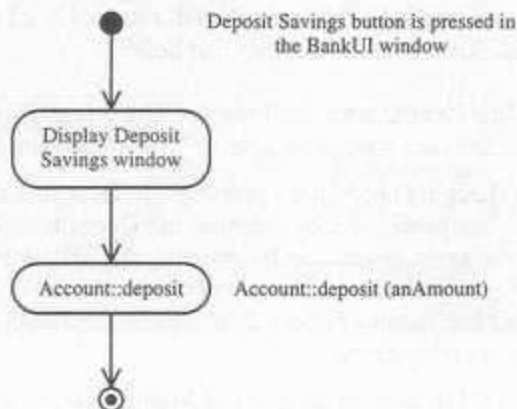 Deposit Savings button is pressed in
the BankUI window
Display Deposit
Savings window
Account::deposit
Account::deposit (anAmount)